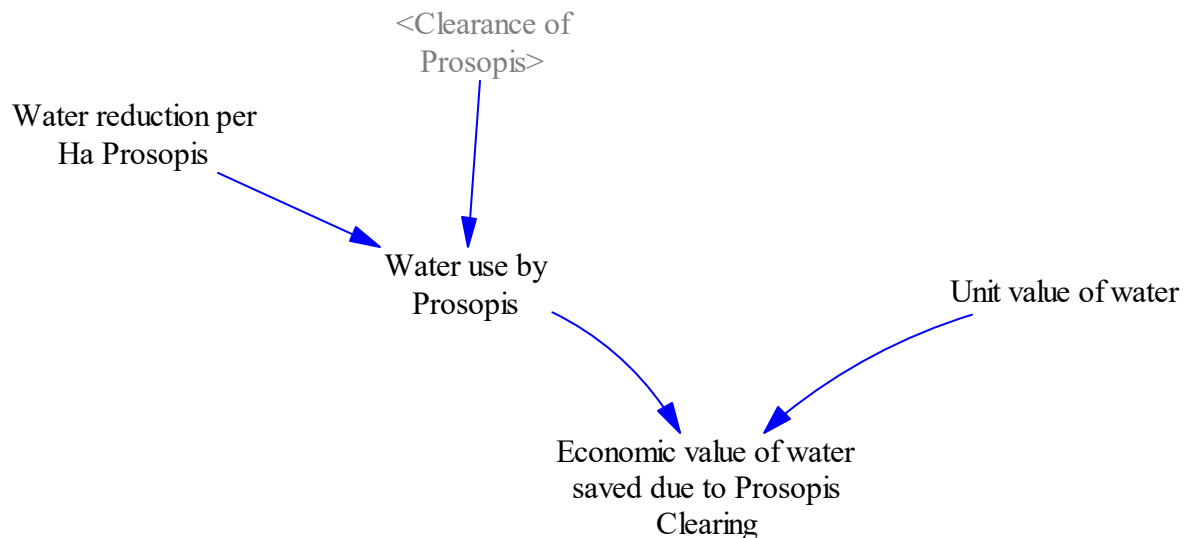 <Clearance of
Prosopis>
Water reduction per
Ha Prosopis
Water use by
Prosopis
Unit value of water
Economic value of water
saved due to Prosopis
Clearing